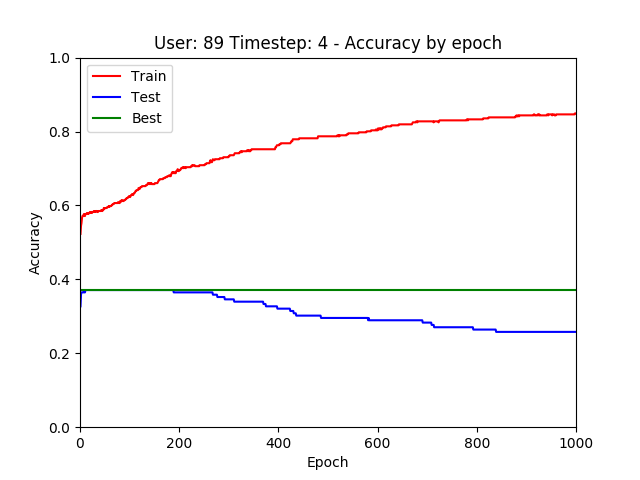 User: 89 Timestep: 4 - Accuracy by epoch
Train
Test
Best
Accuracy
1.0
0.8
0.6
0.4
0.2
0.0
0 200 400 600 800 1000
Epoch